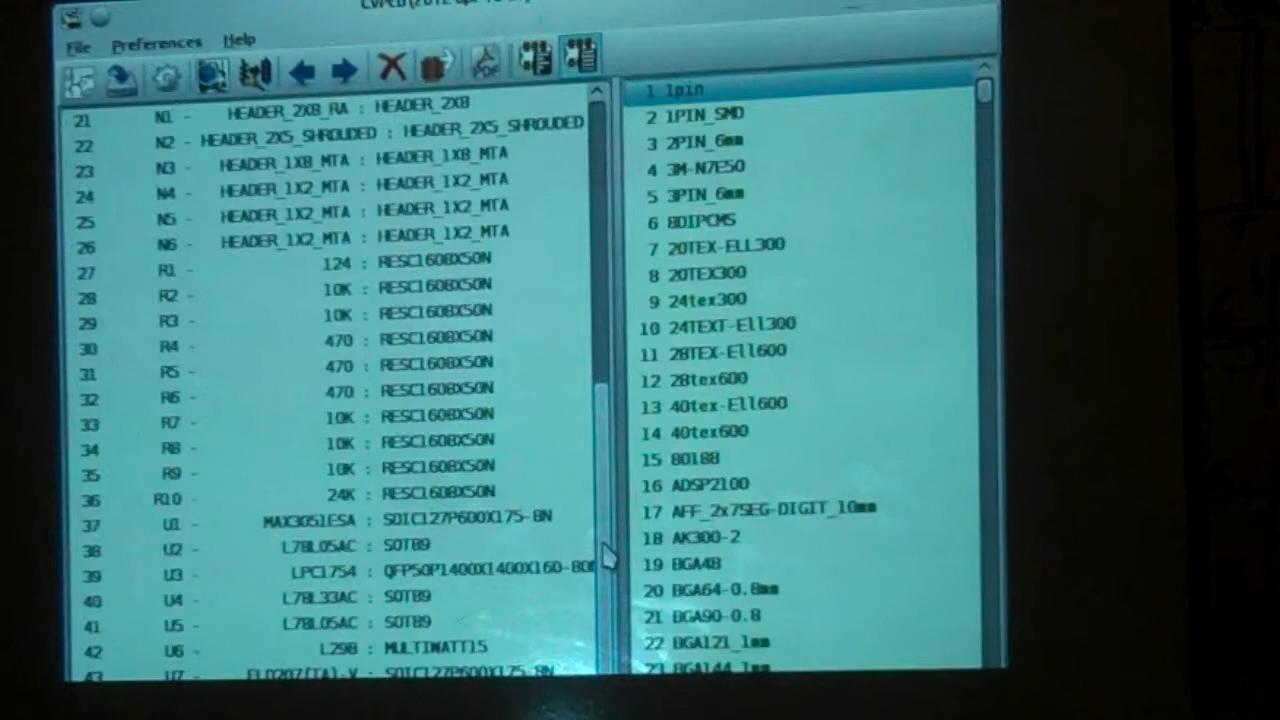 File Preferences Help
PDF
21 N1 - HEADER_2X8_RA : HEADER_2X8
22 N2 - HEADER_2X5_SHROUDED : HEADER_2X5_SHROUDED
23 N3 - HEADER_1X8_MTA : HEADER_1X8_MTA
24 N4 - HEADER_1X2_MTA : HEADER_1X2_MTA
25 N5 - HEADER_1X2_MTA : HEADER_1X2_MTA
26 N6 - HEADER_1X2_MTA : HEADER_1X2_MTA
27 R1 - 124 : RESC1608X50N
28 R2 - 10K : RESC1608X50N
29 R3 - 10K : RESC1608X50N
30 R4 - 470 : RESC1608X50N
31 R5 - 470 : RESC1608X50N
32 R6 - 470 : RESC1608X50N
33 R7 - 10K : RESC1608X50N
34 R8 - 10K : RESC1608X50N
35 R9 - 10K : RESC1608X50N
36 R10 - 24K : RESC1608X50N
37 U1 - MAX3051ESA : SOIC127P600X175-8N
38 U2 - L78L05AC : SOT89
39 U3 - LPC1754 : QFP50P1400X1400X160-80
40 U4 - L78L33AC : SOT89
41 U5 - L78L05AC : SOT89
42 U6 - L298 : MULTIWATT15
43 U7 - SOIC127P600X175-8N
1 1pin
2 1PIN_SMD
3 2PIN_6mm
4 3M-N7E50
5 3PIN_6mm
6 8DIPCMS
7 20TEX-ELL300
8 20TEX300
9 24tex300
10 24TEXT-Ell300
11 28TEX-Ell600
12 28tex600
13 40tex-Ell600
14 40tex600
15 80188
16 ADSP2100
17 AFF_2x7SEG-DIGIT_10mm
18 AK300-2
19 BGA48
20 BGA64-0.8mm
21 BGA90-0.8
22 BGA121_1mm
23 BGA144_1mm